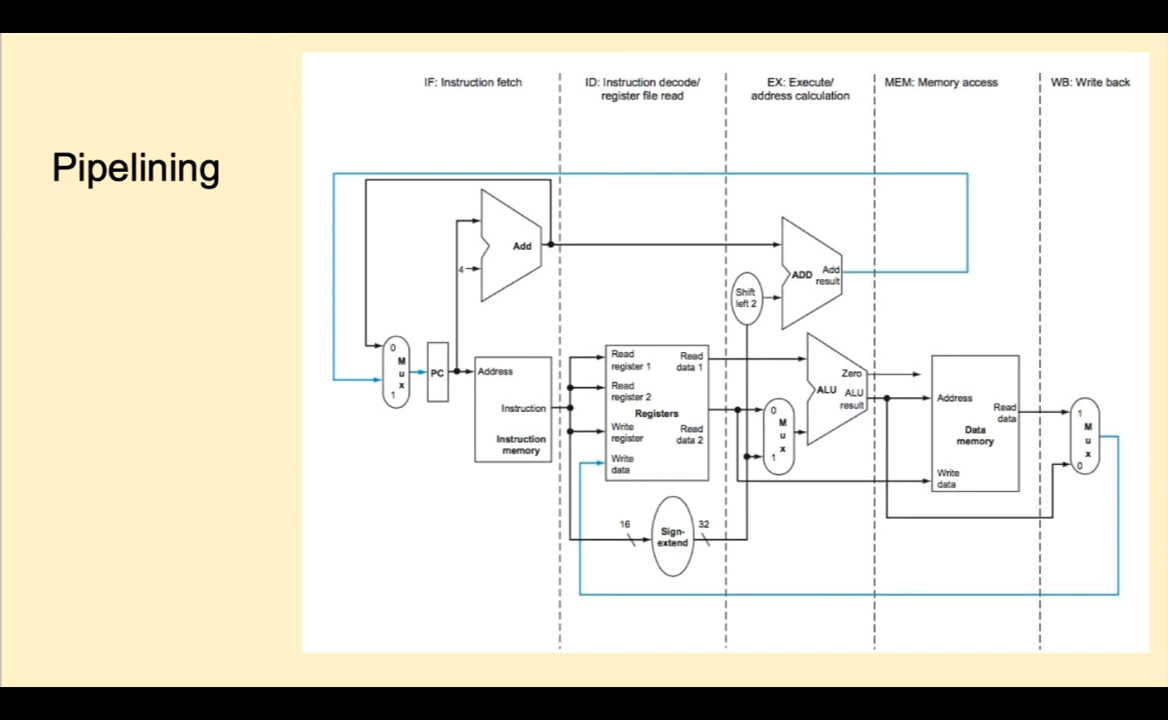 Pipelining
IF: Instruction fetch
ID: Instruction decode/
register file read
EX: Execute/
address calculation
MEM: Memory access
WB: Write back
Add
4
Shift
left 2
ADD
Add
result
0
M
u
x
1
PC
Address
Instruction
Instruction
memory
Read
register 1
Read
register 2
Write
register
Write
data
Registers
Read
data 1
Read
data 2
16
Sign-
extend
32
0
M
u
x
1
ALU
Zero
ALU
result
Address
Write
data
Data
memory
Read
data
1
M
u
x
0